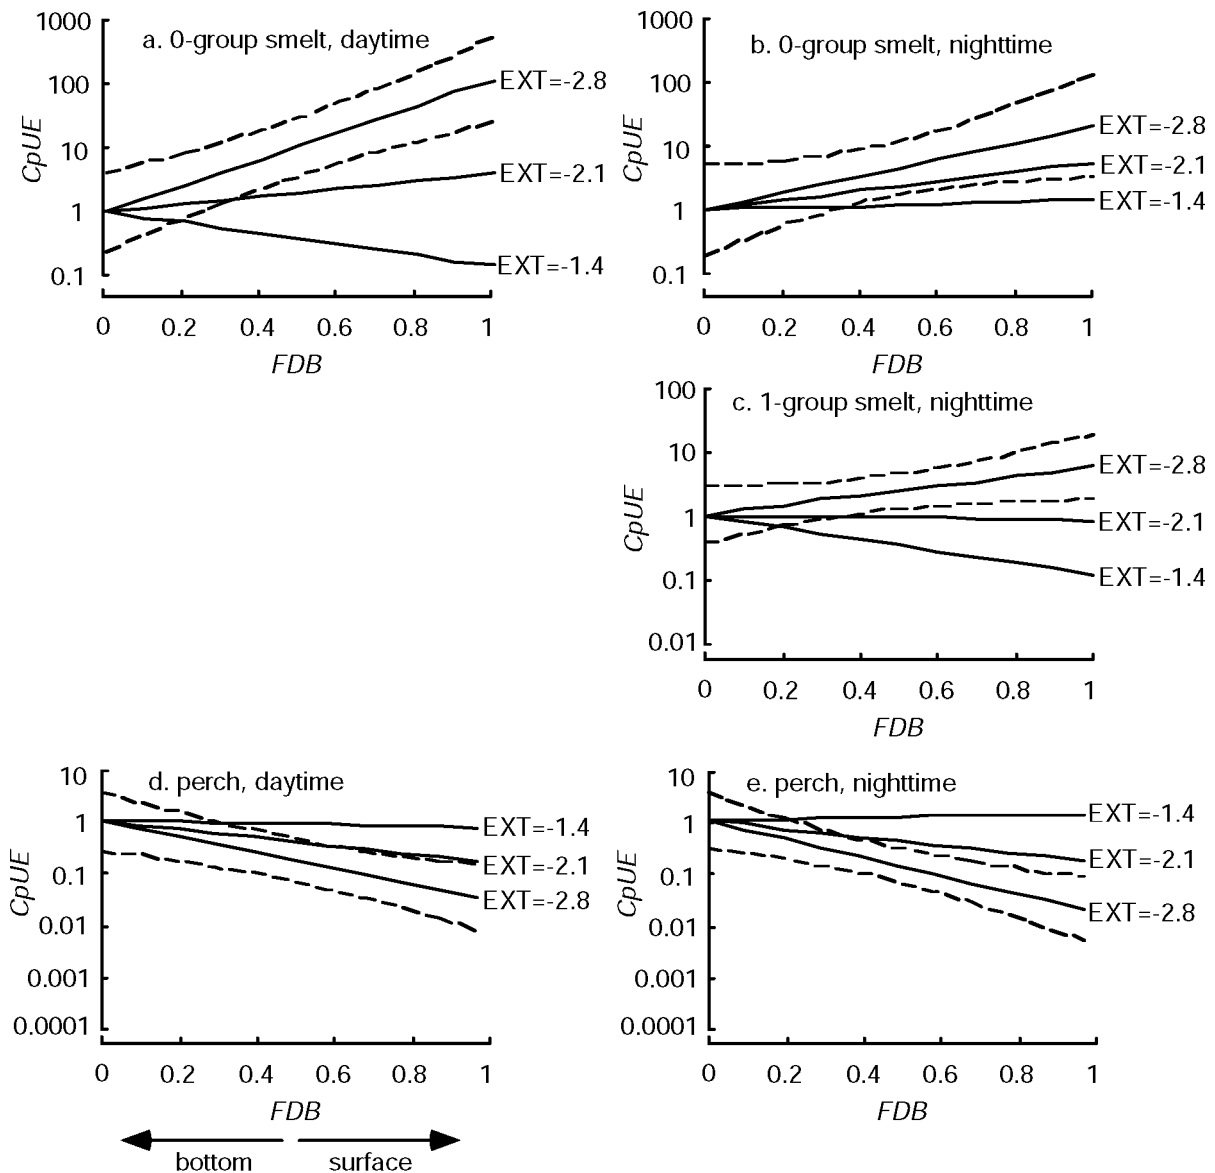 a. 0-group smelt, daytime
1000
100
10
1
0.1
CpUE
EXT=-2.8
EXT=-2.1
EXT=-1.4
0 0.2 0.4 0.6 0.8 1
FDB
b. 0-group smelt, nighttime
1000
100
10
1
0.1
CpUE
EXT=-2.8
EXT=-2.1
EXT=-1.4
0 0.2 0.4 0.6 0.8 1
FDB
c. 1-group smelt, nighttime
100
10
1
0.1
0.01
CpUE
EXT=-2.8
EXT=-2.1
EXT=-1.4
0 0.2 0.4 0.6 0.8 1
FDB
d. perch, daytime
10
1
0.1
0.01
0.001
0.0001
CpUE
EXT=-1.4
EXT=-2.1
EXT=-2.8
0 0.2 0.4 0.6 0.8 1
FDB
bottom surface
e. perch, nighttime
10
1
0.1
0.01
0.001
0.0001
CpUE
EXT=-1.4
EXT=-2.1
EXT=-2.8
0 0.2 0.4 0.6 0.8 1
FDB